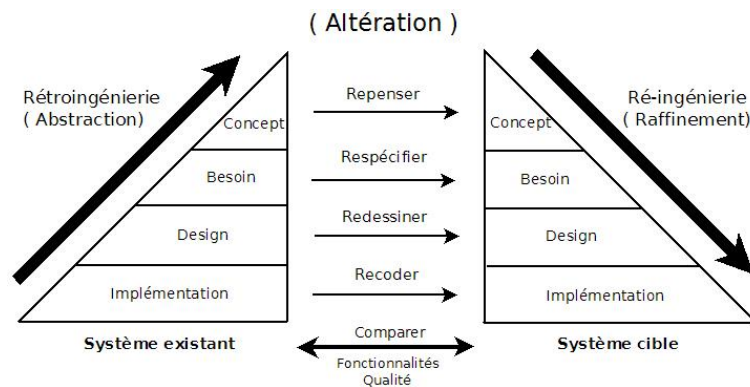 ( Altération )
Rétroingénierie
( Abstraction)
Concept
Besoin
Design
Implémentation
Système existant
Repenser
Respécifier
Redessiner
Recoder
Comparer
Fonctionnalités
Qualité
Ré-ingénierie
( Raffinement)
Concept
Besoin
Design
Implémentation
Système cible